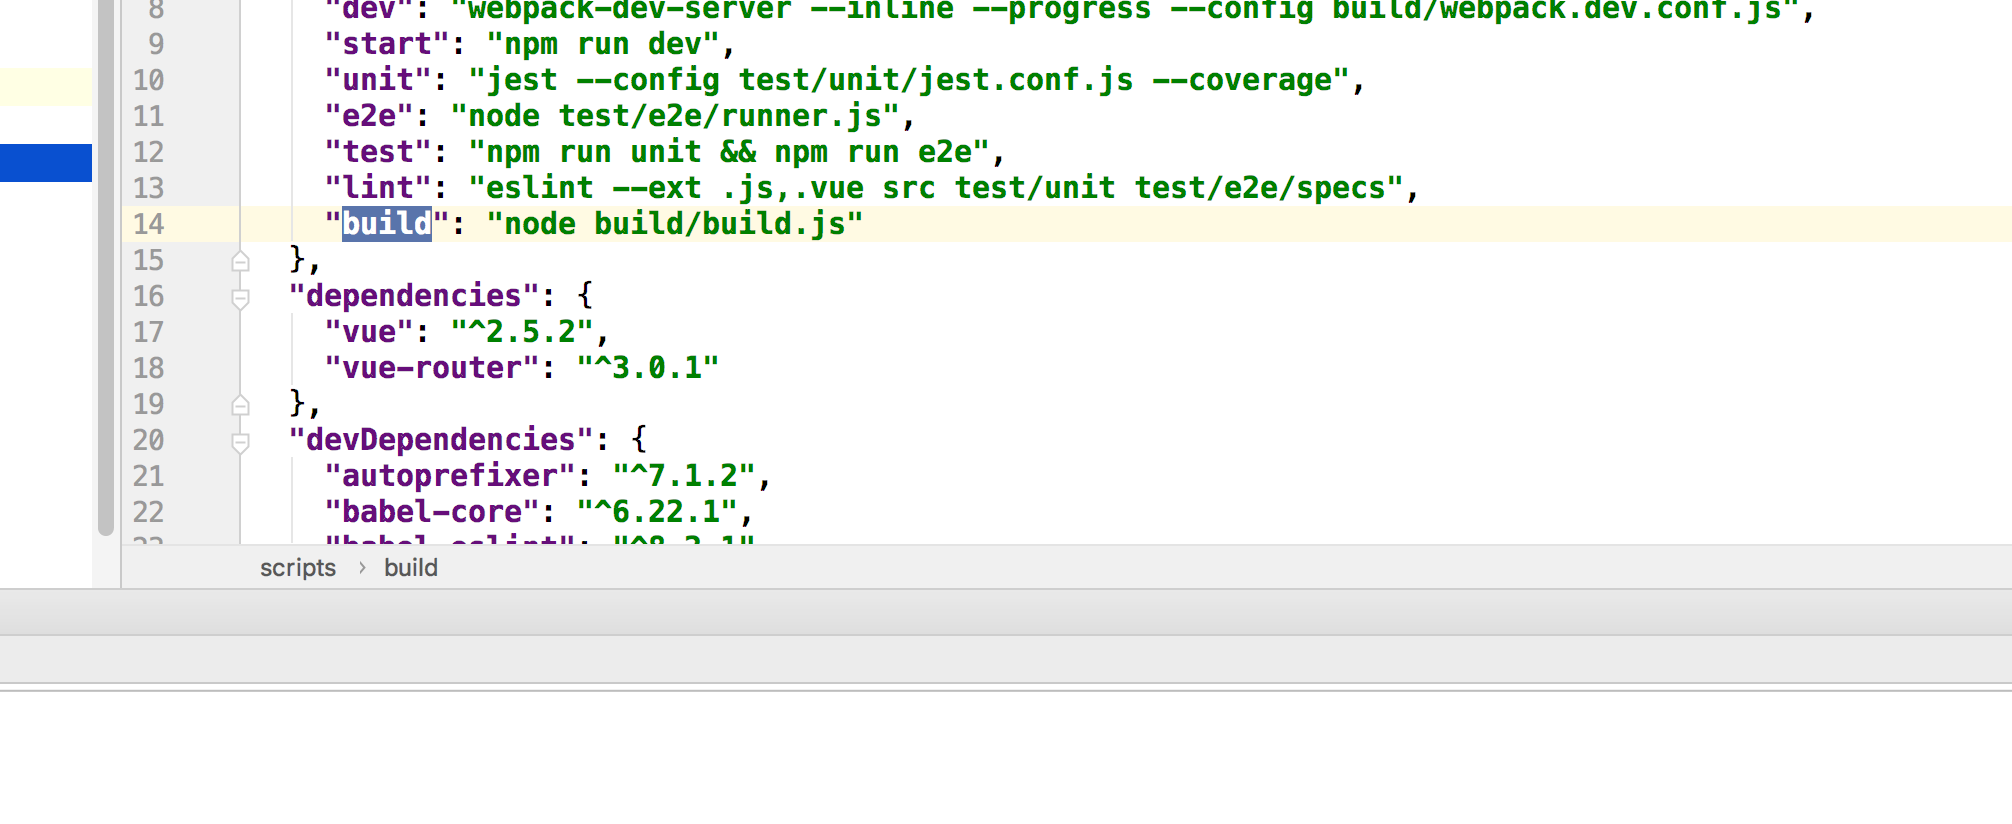 8 "dev": "webpack-dev-server --inline --progress --config build/webpack.dev.conf.js",
9 "start": "npm run dev",
10 "unit": "jest --config test/unit/jest.conf.js --coverage",
11 "e2e": "node test/e2e/runner.js",
12 "test": "npm run unit && npm run e2e",
13 "lint": "eslint --ext .js,.vue src test/unit test/e2e/specs",
14 "build": "node build/build.js"
15 },
16 "dependencies": {
17 "vue": "^2.5.2",
18 "vue-router": "^3.0.1"
19 },
20 "devDependencies": {
21 "autoprefixer": "^7.1.2",
22 "babel-core": "^6.22.1",
"babel-eslint":
scripts › build